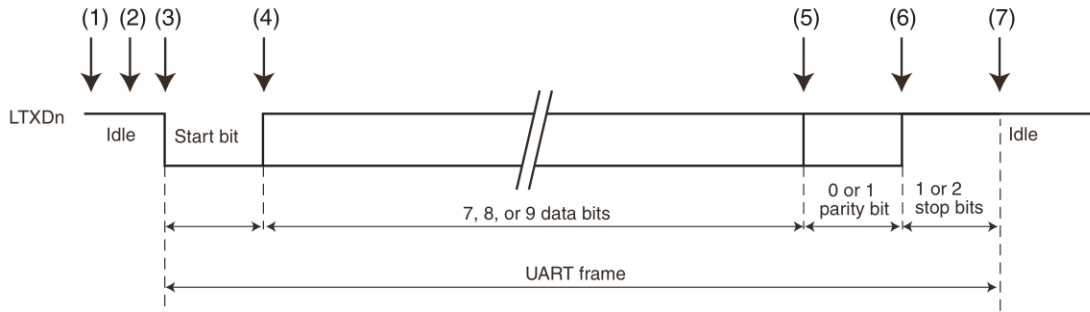 (1) (2) (3) (4) (5) (6) (7)
LTXDn
Idle Start bit Idle
7, 8, or 9 data bits
0 or 1
parity bit
1 or 2
stop bits
UART frame